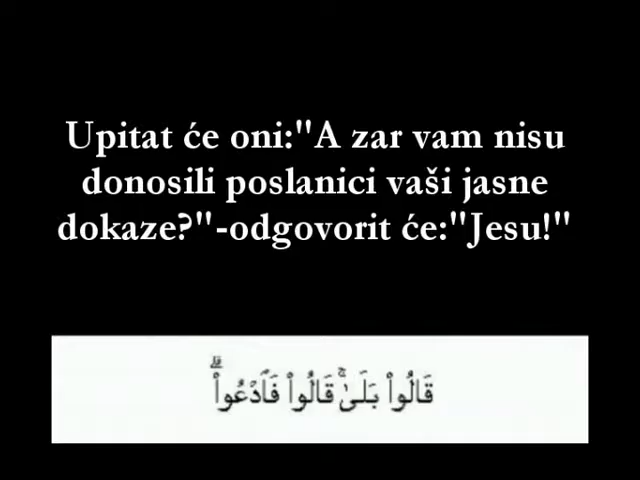 Upitat će oni:"A zar vam nisu
donosili poslanici vaši jasne
dokaze?"-odgovorit će:"Jesu!"
قَالُوا۟ بَلَىٰ ۚ قَالُوا۟ فَٱدْعُوا۟ ۗ